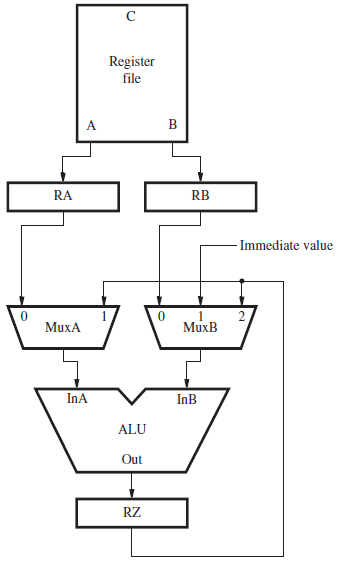 C
Register
file
A B
RA RB
Immediate value
0 1 0 1 2
MuxA MuxB
InA InB
ALU
Out
RZ